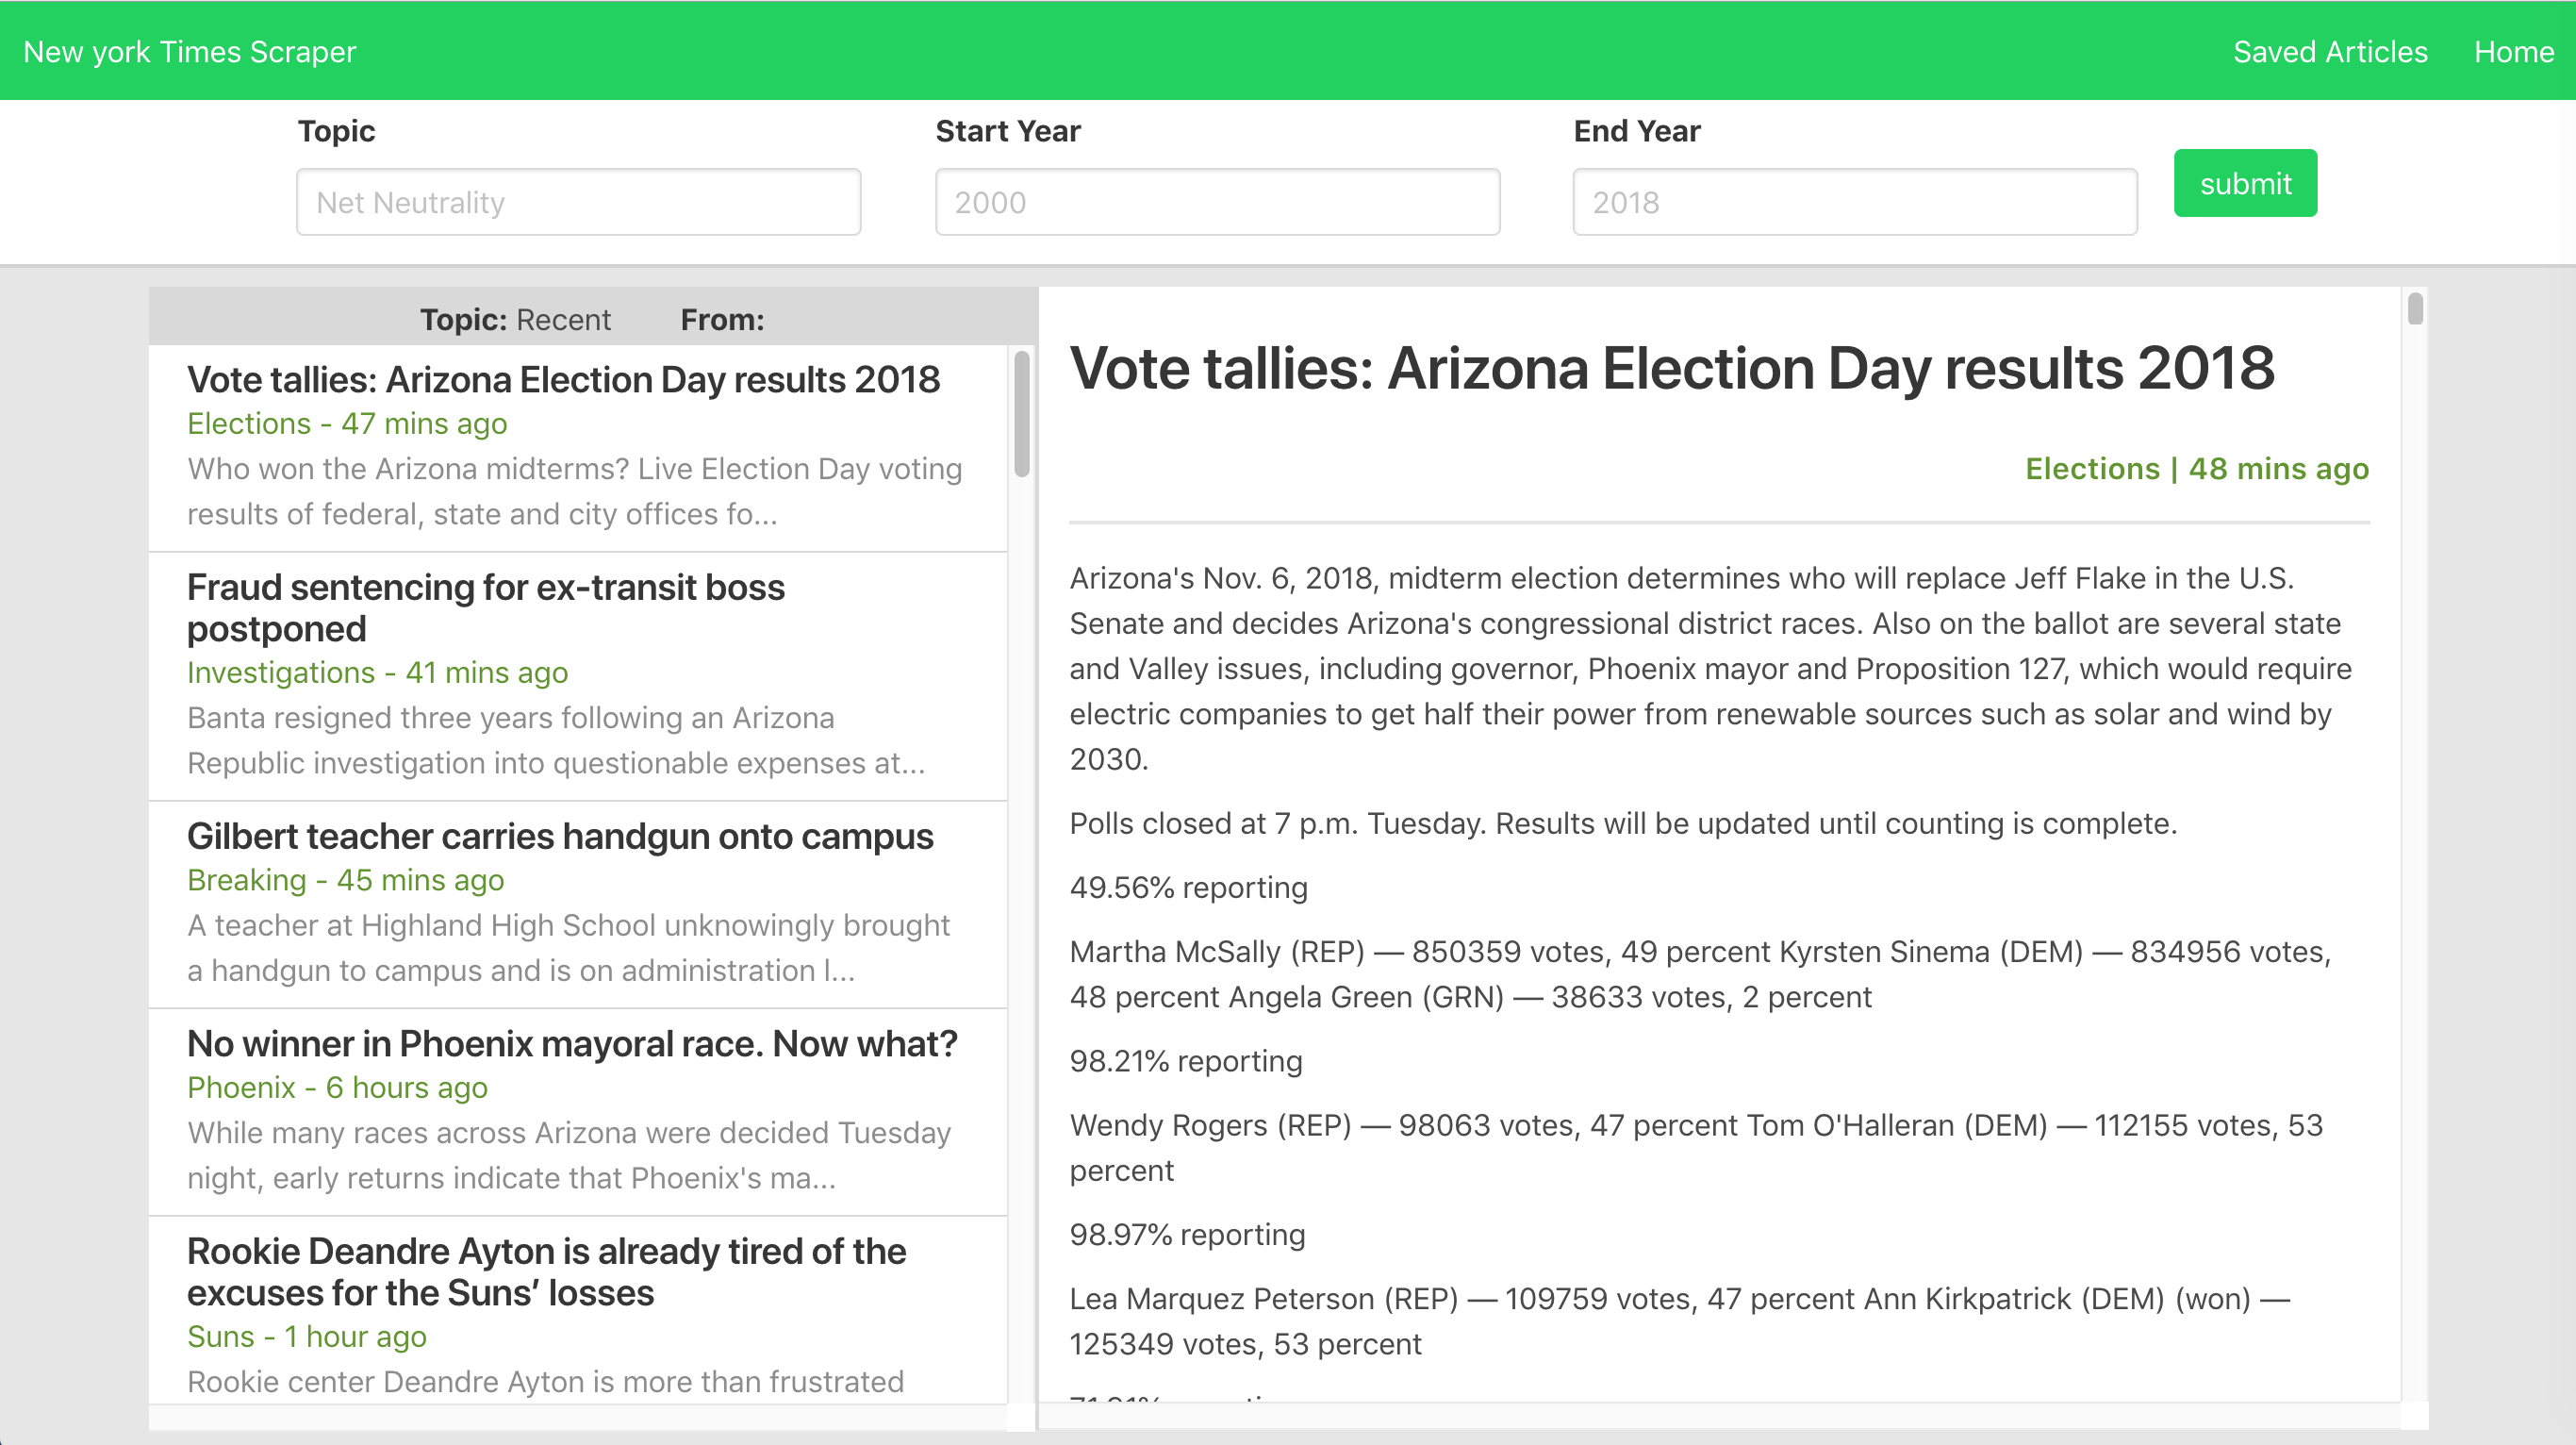 New york Times Scraper
Saved Articles
Home
Topic
Start Year
End Year
Net Neutrality
2000
2018
submit
Topic: Recent From:
Vote tallies: Arizona Election Day results 2018
Elections - 47 mins ago
Who won the Arizona midterms? Live Election Day voting
results of federal, state and city offices fo...
Fraud sentencing for ex-transit boss
postponed
Investigations - 41 mins ago
Banta resigned three years following an Arizona
Republic investigation into questionable expenses at...
Gilbert teacher carries handgun onto campus
Breaking - 45 mins ago
A teacher at Highland High School unknowingly brought
a handgun to campus and is on administration l...
No winner in Phoenix mayoral race. Now what?
Phoenix - 6 hours ago
While many races across Arizona were decided Tuesday
night, early returns indicate that Phoenix's ma...
Rookie Deandre Ayton is already tired of the
excuses for the Suns’ losses
Suns - 1 hour ago
Rookie center Deandre Ayton is more than frustrated
Vote tallies: Arizona Election Day results 2018
Elections | 48 mins ago
Arizona's Nov. 6, 2018, midterm election determines who will replace Jeff Flake in the U.S.
Senate and decides Arizona's congressional district races. Also on the ballot are several state
and Valley issues, including governor, Phoenix mayor and Proposition 127, which would require
electric companies to get half their power from renewable sources such as solar and wind by
2030.
Polls closed at 7 p.m. Tuesday. Results will be updated until counting is complete.
49.56% reporting
Martha McSally (REP) — 850359 votes, 49 percent Kyrsten Sinema (DEM) — 834956 votes,
48 percent Angela Green (GRN) — 38633 votes, 2 percent
98.21% reporting
Wendy Rogers (REP) — 98063 votes, 47 percent Tom O'Halleran (DEM) — 112155 votes, 53
percent
98.97% reporting
Lea Marquez Peterson (REP) — 109759 votes, 47 percent Ann Kirkpatrick (DEM) (won) —
125349 votes, 53 percent